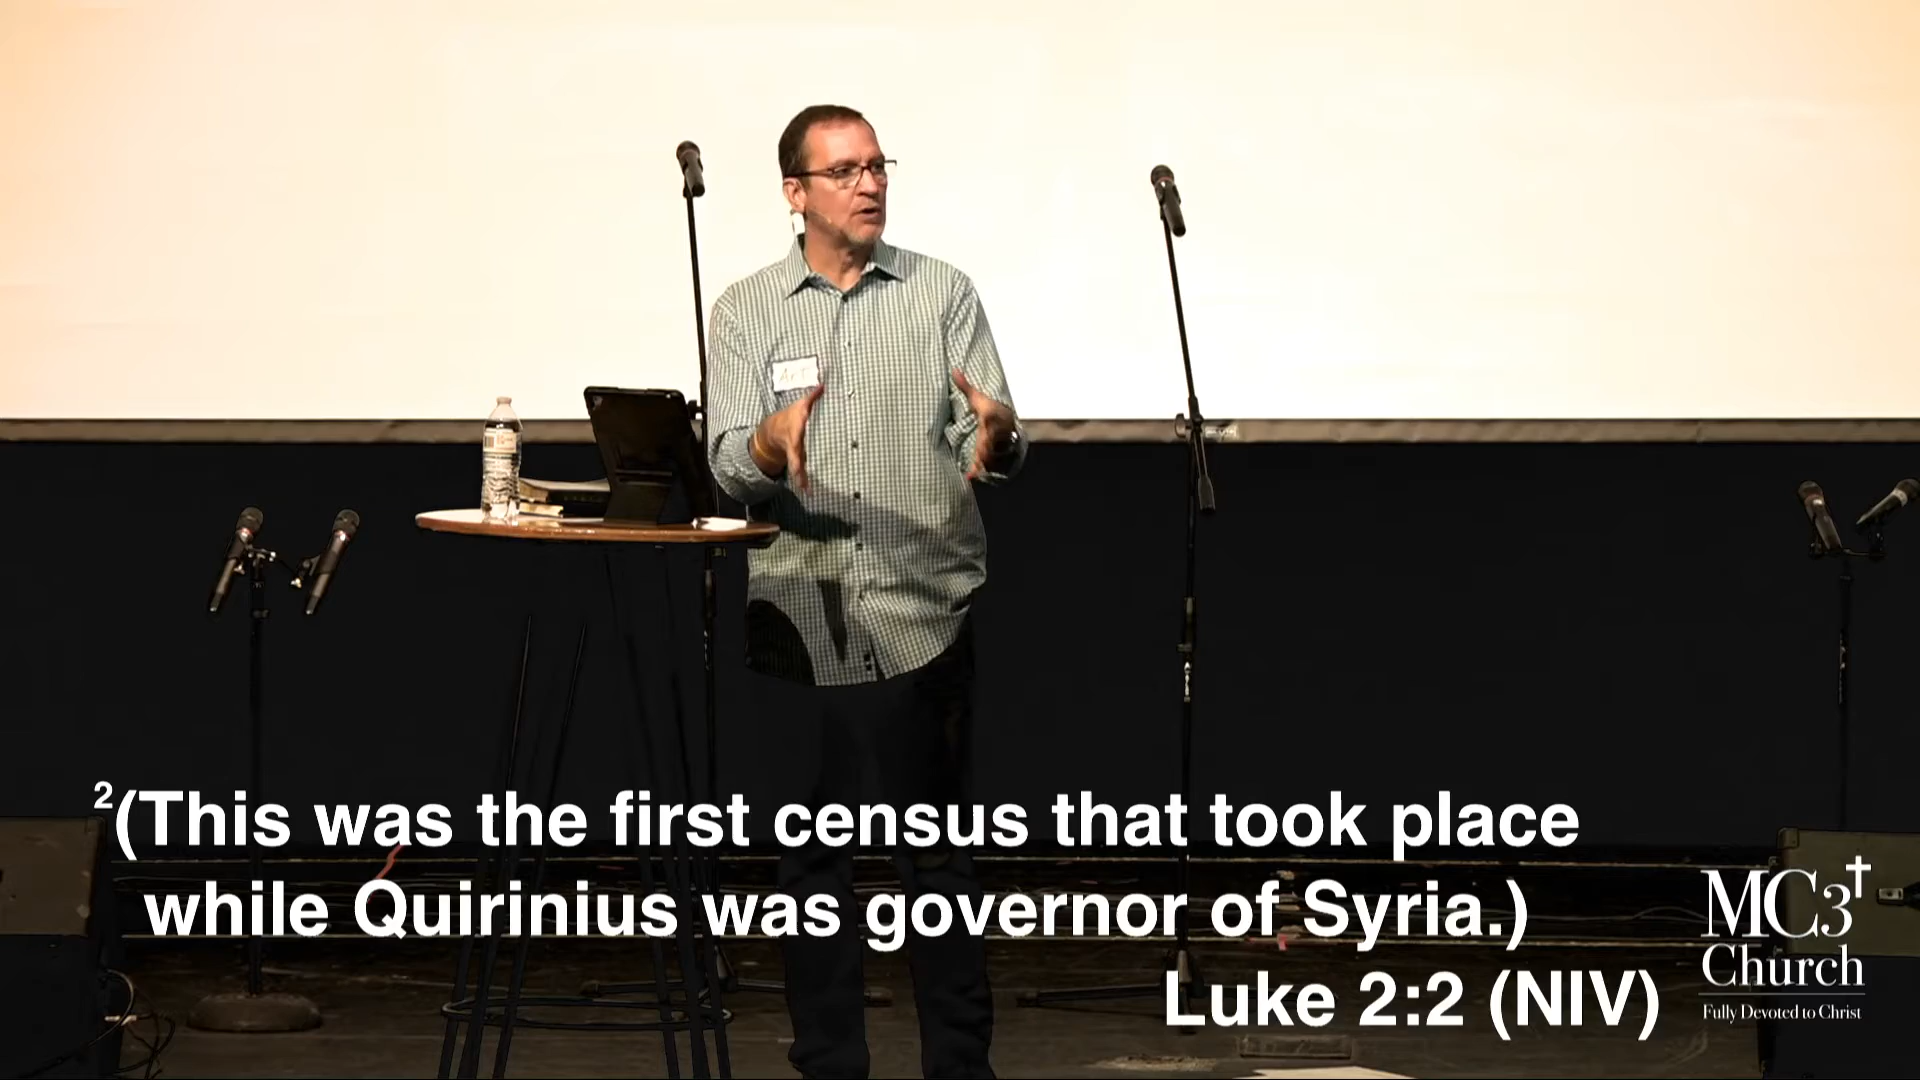 ArT
²(This was the first census that took place
while Quirinius was governor of Syria.)
Luke 2:2 (NIV)
MC3†
Church
Fully Devoted to Christ